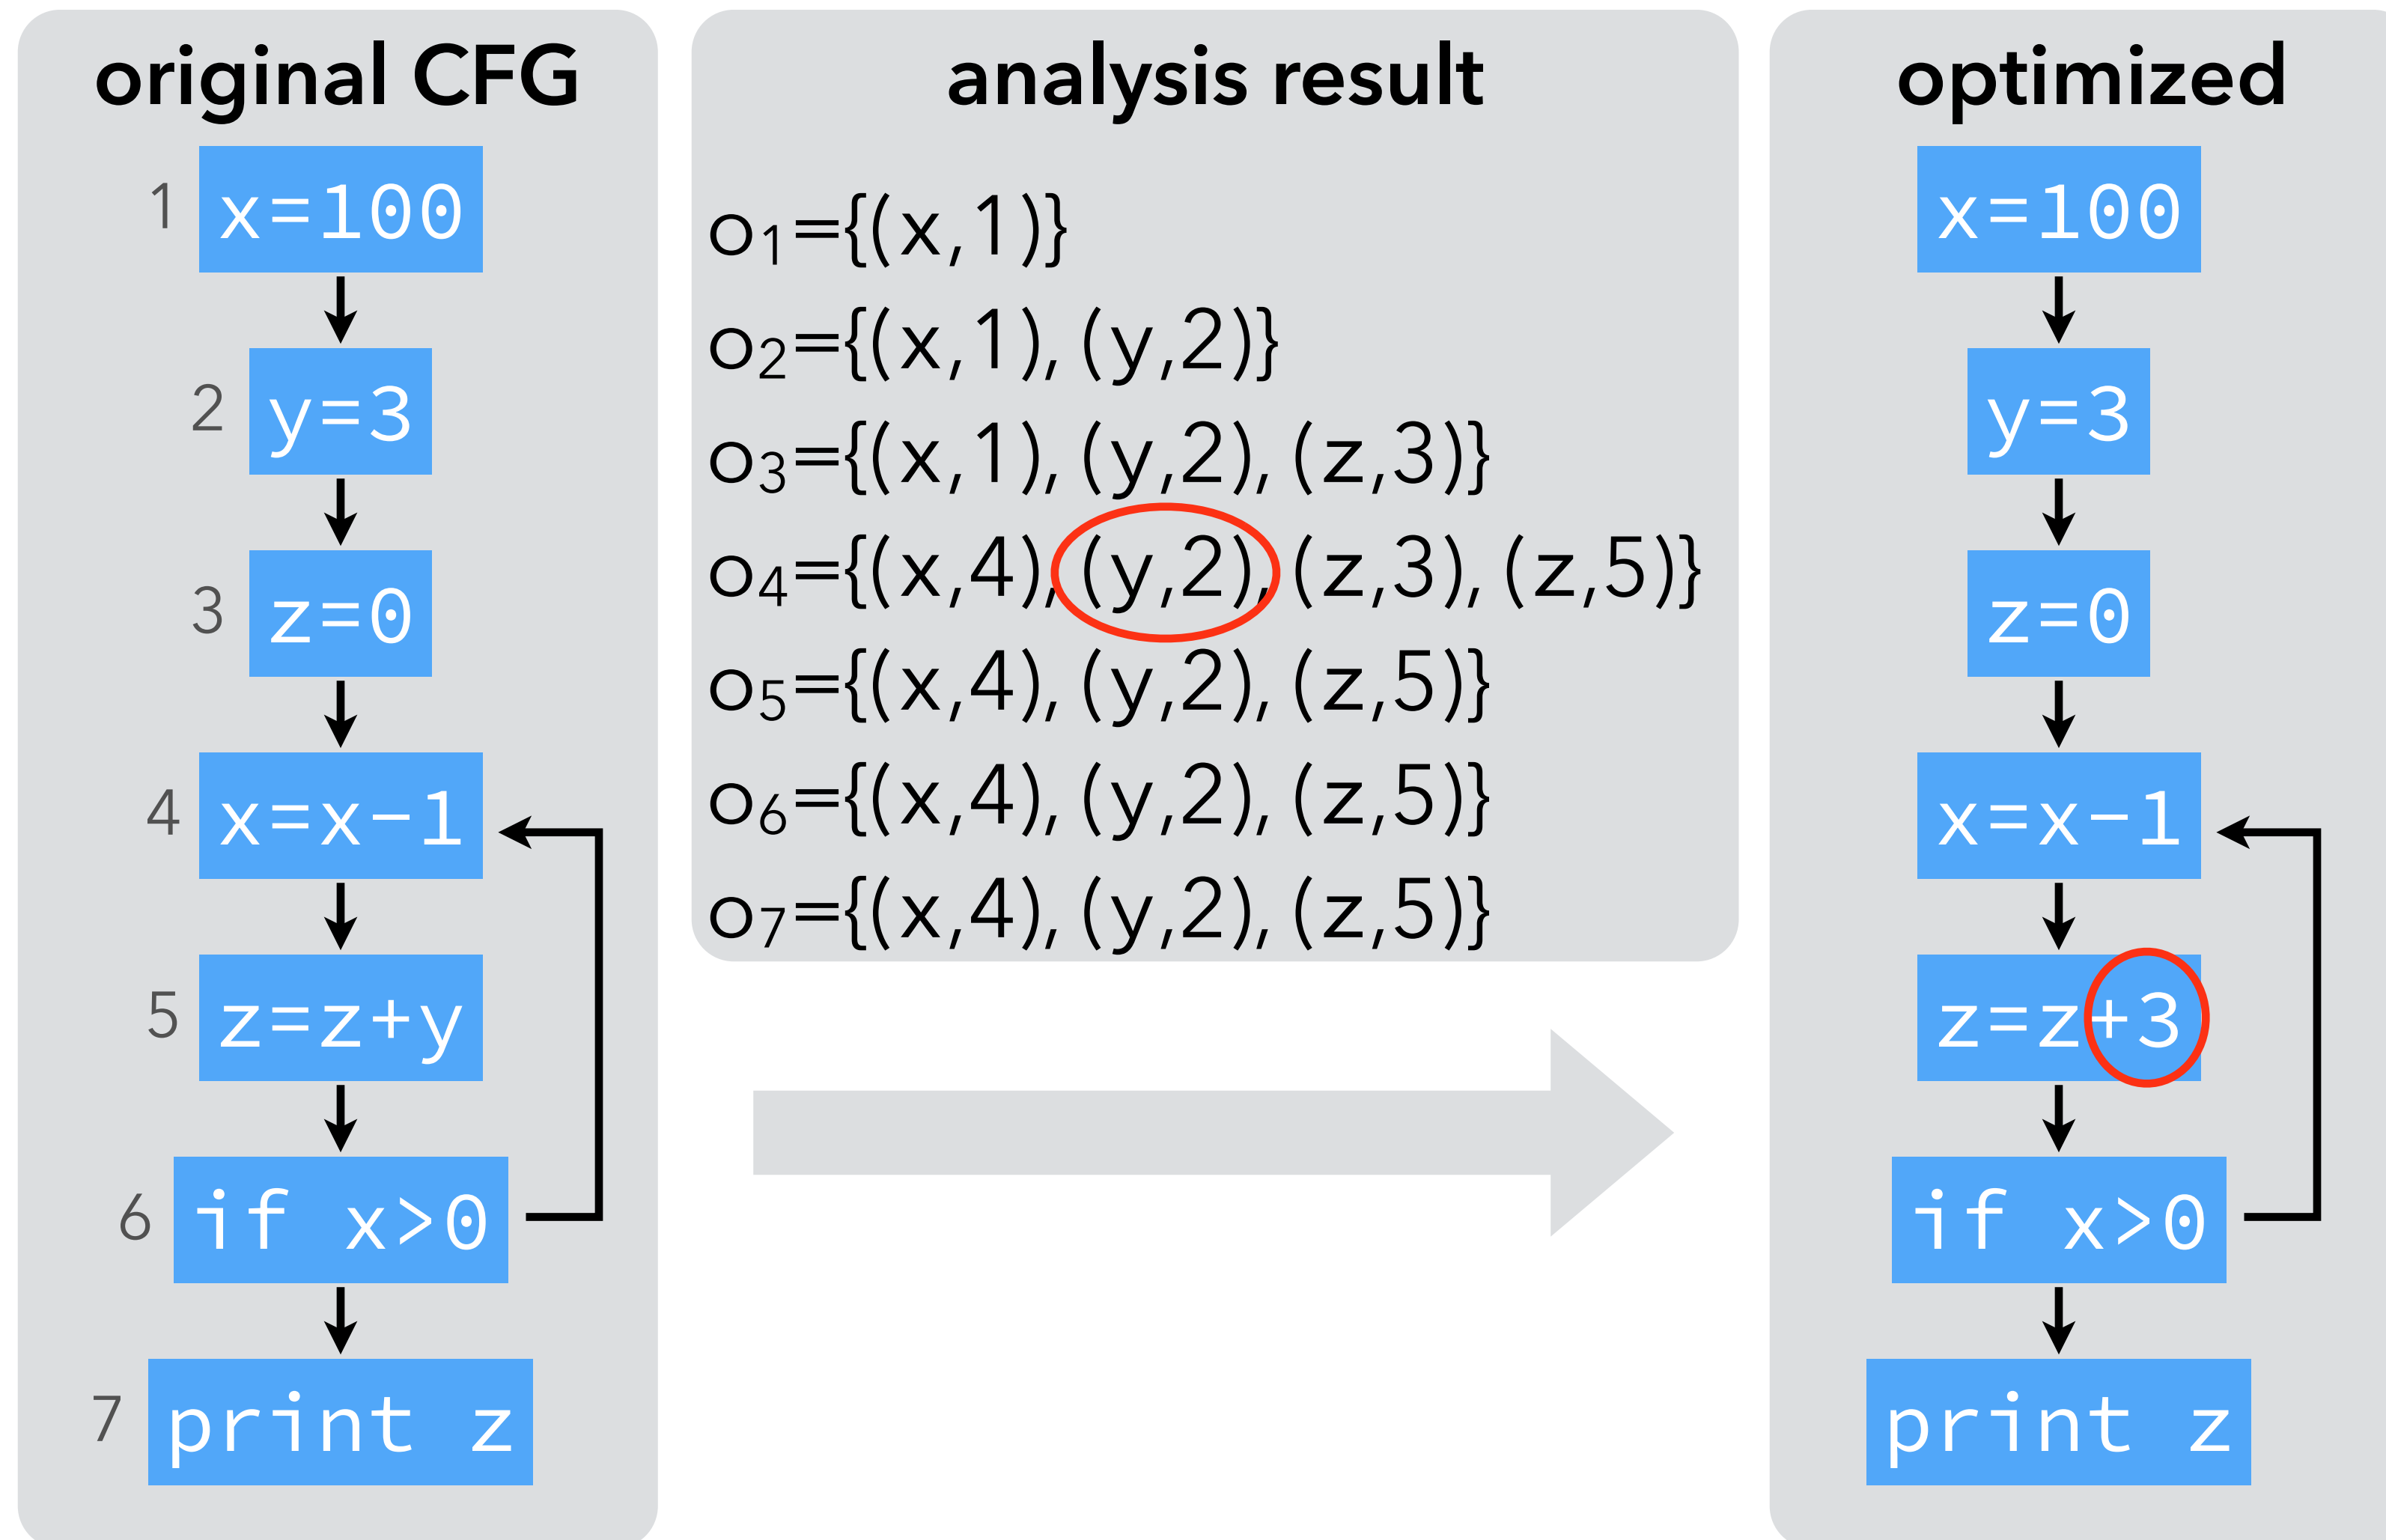 original CFG
1 x=100
2 y=3
3 z=0
4 x=x−1
5 z=z+y
6 if x>0
7 print z
analysis result
o1={(x,1)}
o2={(x,1), (y,2)}
o3={(x,1), (y,2), (z,3)}
o4={(x,4), (y,2), (z,3), (z,5)}
o5={(x,4), (y,2), (z,5)}
o6={(x,4), (y,2), (z,5)}
o7={(x,4), (y,2), (z,5)}
optimized
x=100
y=3
z=0
x=x−1
z=z+3
if x>0
print z